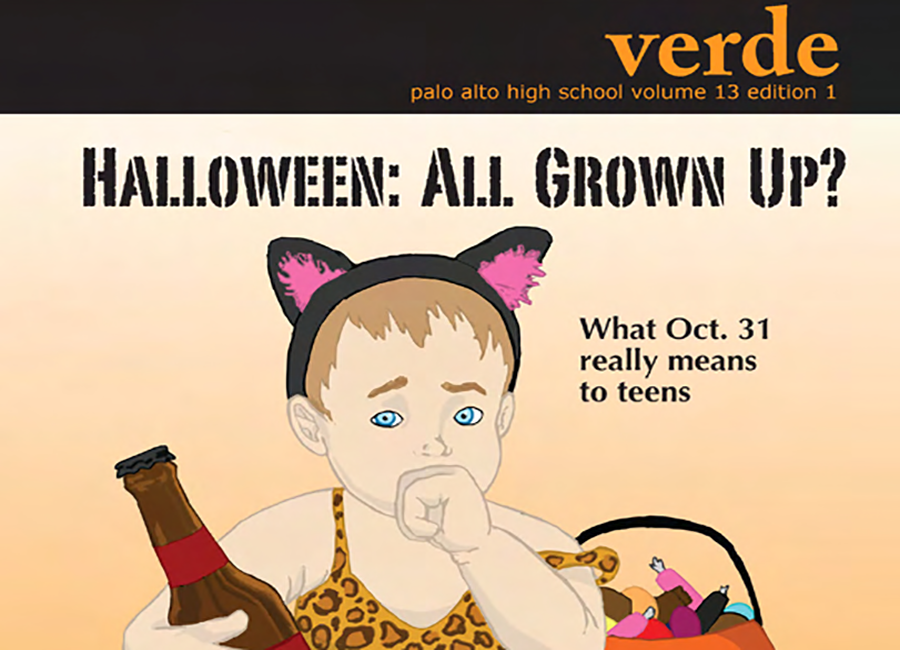 verde
palo alto high school volume 13 edition 1
Halloween: All Grown Up?
What Oct. 31
really means
to teens